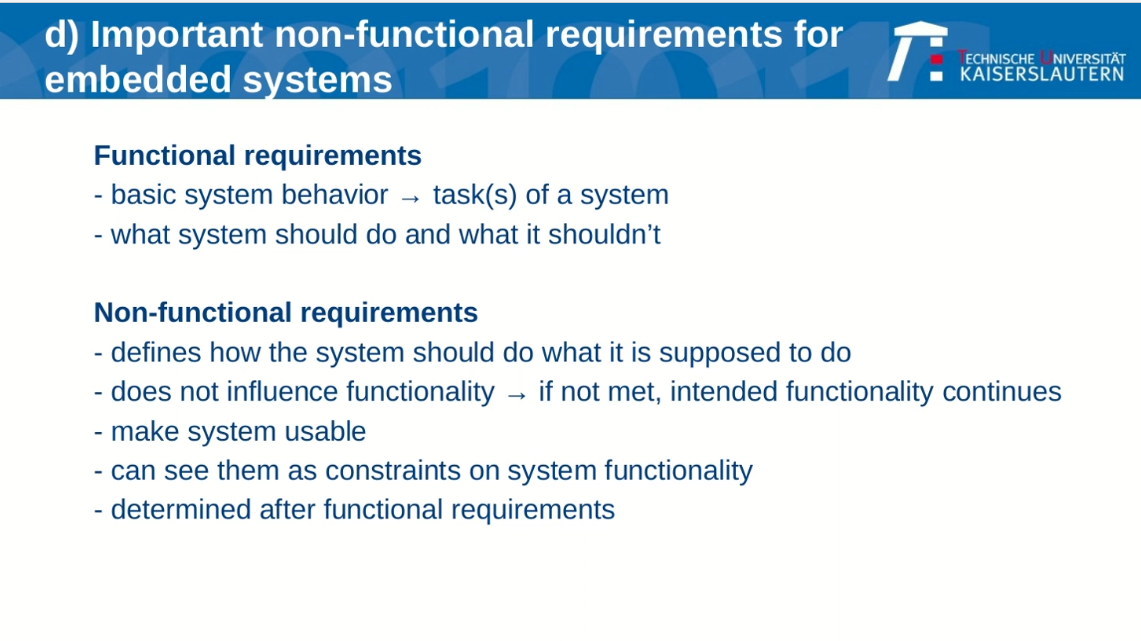 d) Important non-functional requirements for
embedded systems
TECHNISCHE UNIVERSITÄT
KAISERSLAUTERN
Functional requirements
- basic system behavior → task(s) of a system
- what system should do and what it shouldn’t
Non-functional requirements
- defines how the system should do what it is supposed to do
- does not influence functionality → if not met, intended functionality continues
- make system usable
- can see them as constraints on system functionality
- determined after functional requirements